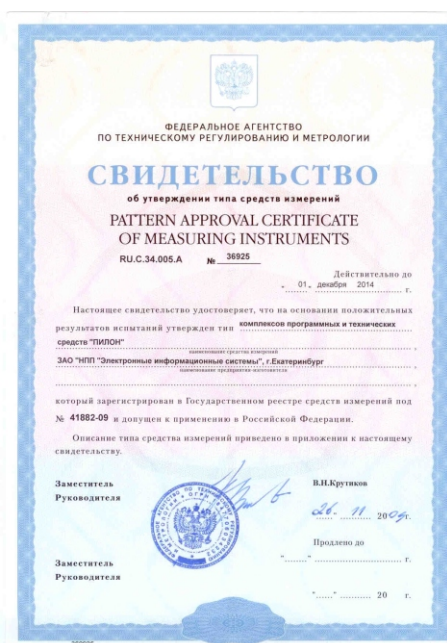 ФЕДЕРАЛЬНОЕ АГЕНТСТВО
ПО ТЕХНИЧЕСКОМУ РЕГУЛИРОВАНИЮ И МЕТРОЛОГИИ
СВИДЕТЕЛЬСТВО
об утверждении типа средств измерений
PATTERN APPROVAL CERTIFICATE
OF MEASURING INSTRUMENTS
RU.C.34.005.A № 36925
Действительно до
" 01 " декабря 2014 г.
Настоящее свидетельство удостоверяет, что на основании положительных
результатов испытаний утвержден тип комплексов программных и технических
средств "ПИЛОН"
наименование средства измерений
ЗАО "НПП "Электронные информационные системы", г.Екатеринбург
наименование предприятия-изготовителя
который зарегистрирован в Государственном реестре средств измерений под
№ 41882-09 и допущен к применению в Российской Федерации.
Описание типа средства измерений приведено в приложении к настоящему
свидетельству.
Заместитель
Руководителя
В.Н.Крутиков
26. 11 2009г.
Продлено до
"......" ............ г.
Заместитель
Руководителя
"......" ............ 20 г.